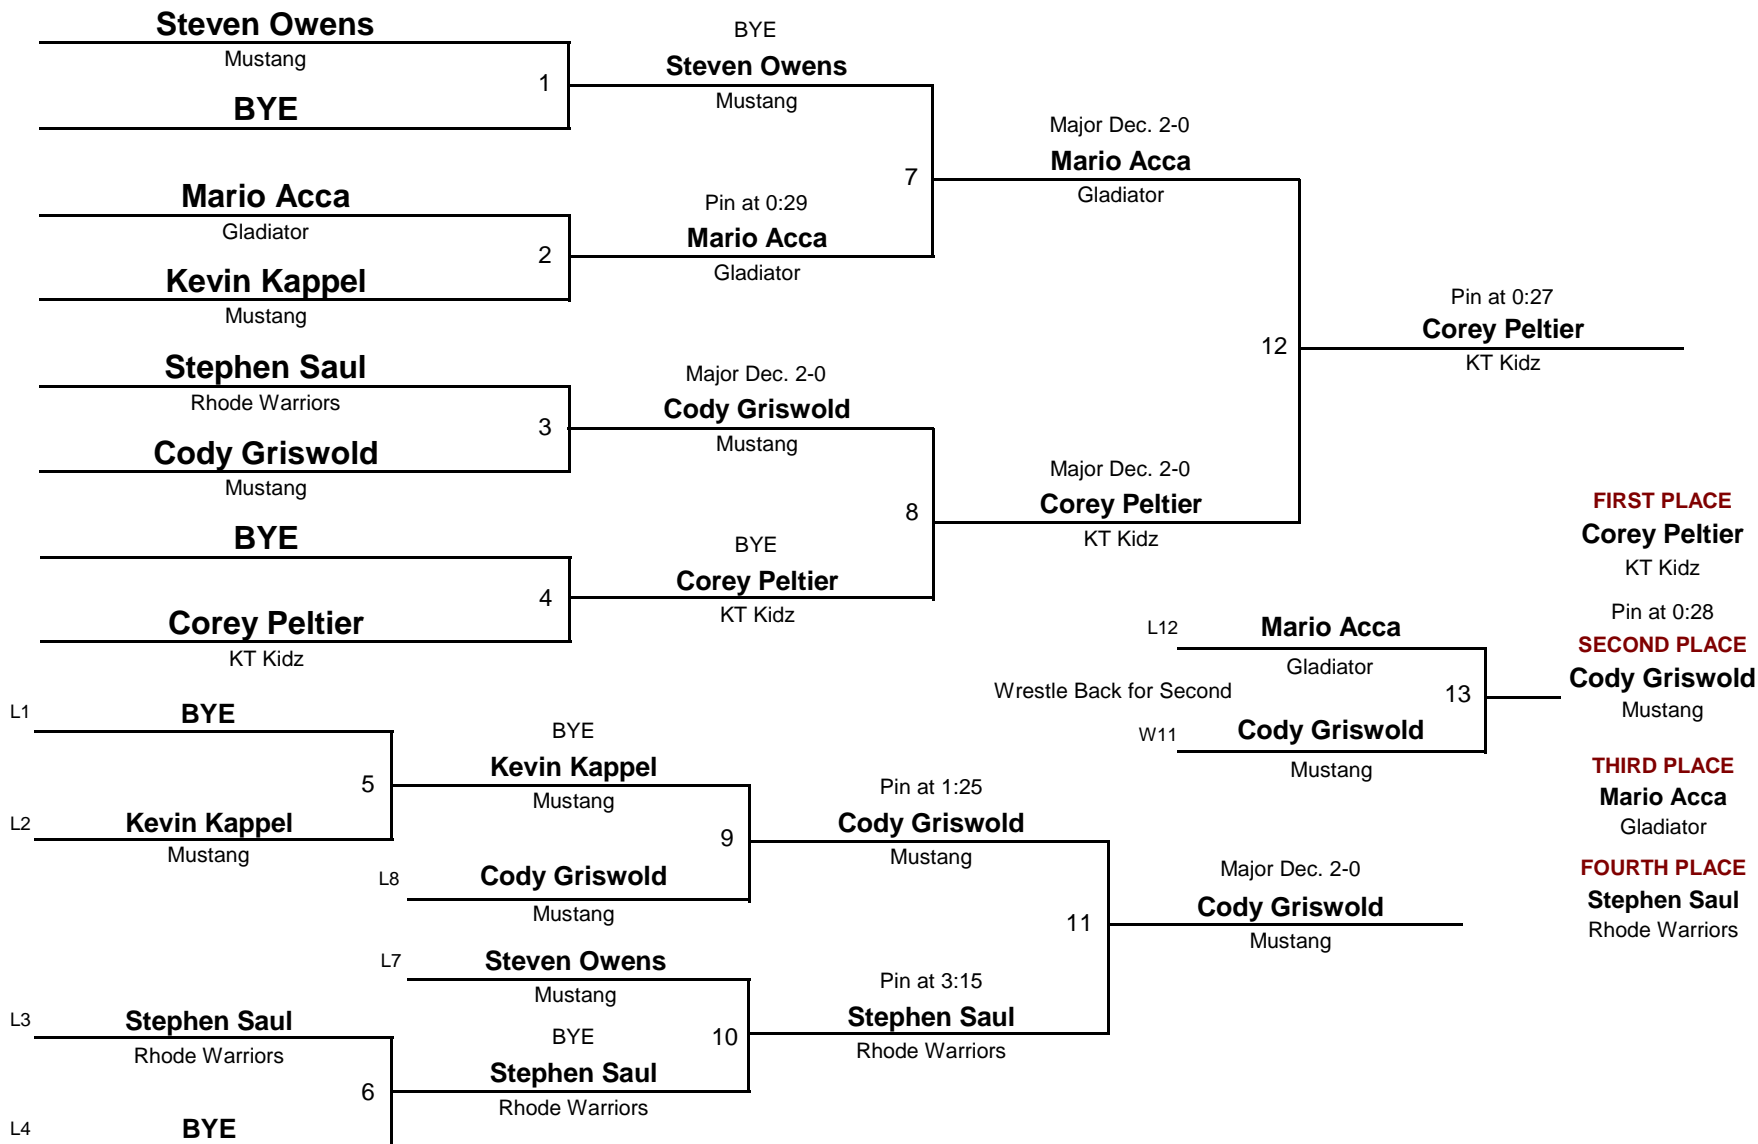 Steven Owens
Mustang
1
BYE
BYE
Steven Owens
Mustang
Mario Acca
Gladiator
2
Kevin Kappel
Mustang
Pin at 0:29
Mario Acca
Gladiator
7
Major Dec. 2-0
Mario Acca
Gladiator
Stephen Saul
Rhode Warriors
3
Cody Griswold
Mustang
Major Dec. 2-0
Cody Griswold
Mustang
BYE
4
Corey Peltier
KT Kidz
BYE
Corey Peltier
KT Kidz
8
Major Dec. 2-0
Corey Peltier
KT Kidz
12
Pin at 0:27
Corey Peltier
KT Kidz
FIRST PLACE
Corey Peltier
KT Kidz
L12
Mario Acca
Gladiator
Wrestle Back for Second
13
W11
Cody Griswold
Mustang
Pin at 0:28
SECOND PLACE
Cody Griswold
Mustang
THIRD PLACE
Mario Acca
Gladiator
FOURTH PLACE
Stephen Saul
Rhode Warriors
L1
BYE
5
L2
Kevin Kappel
Mustang
BYE
Kevin Kappel
Mustang
9
L8
Cody Griswold
Mustang
Pin at 1:25
Cody Griswold
Mustang
L7
Steven Owens
Mustang
L3
Stephen Saul
Rhode Warriors
6
L4
BYE
BYE
Stephen Saul
Rhode Warriors
10
Pin at 3:15
Stephen Saul
Rhode Warriors
11
Major Dec. 2-0
Cody Griswold
Mustang